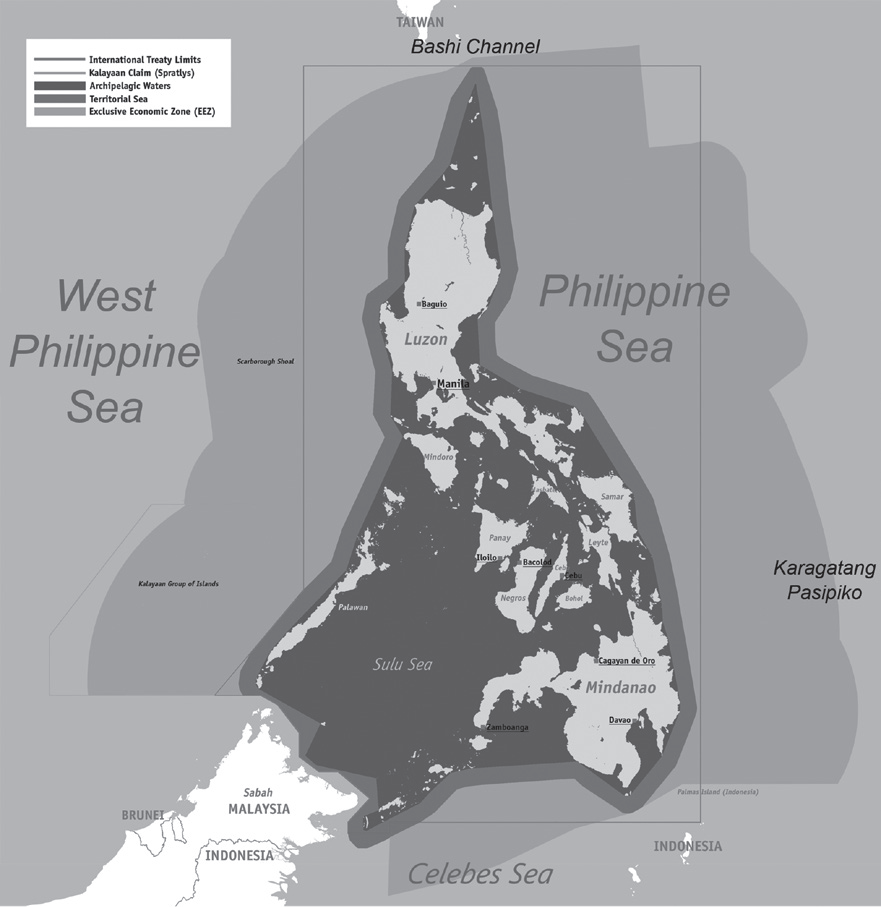 TAIWAN
Bashi Channel
International Treaty Limits
Kalayaan Claim (Spratlys)
Archipelagic Waters
Territorial Sea
Exclusive Economic Zone (EEZ)
West
Philippine
Sea
Philippine
Sea
Baguio
Luzon
Scarborough Shoal
Manila
Mindoro
Masbate
Samar
Panay
Leyte
Iloilo
Bacolod
Cebu
Cebu
Negros
Bohol
Kalayaan Group of Islands
Karagatang
Pasipiko
Palawan
Sulu Sea
Cagayan de Oro
Mindanao
Davao
Zamboanga
Palmas Island (Indonesia)
Sabah
MALAYSIA
BRUNEI
INDONESIA
INDONESIA
Celebes Sea